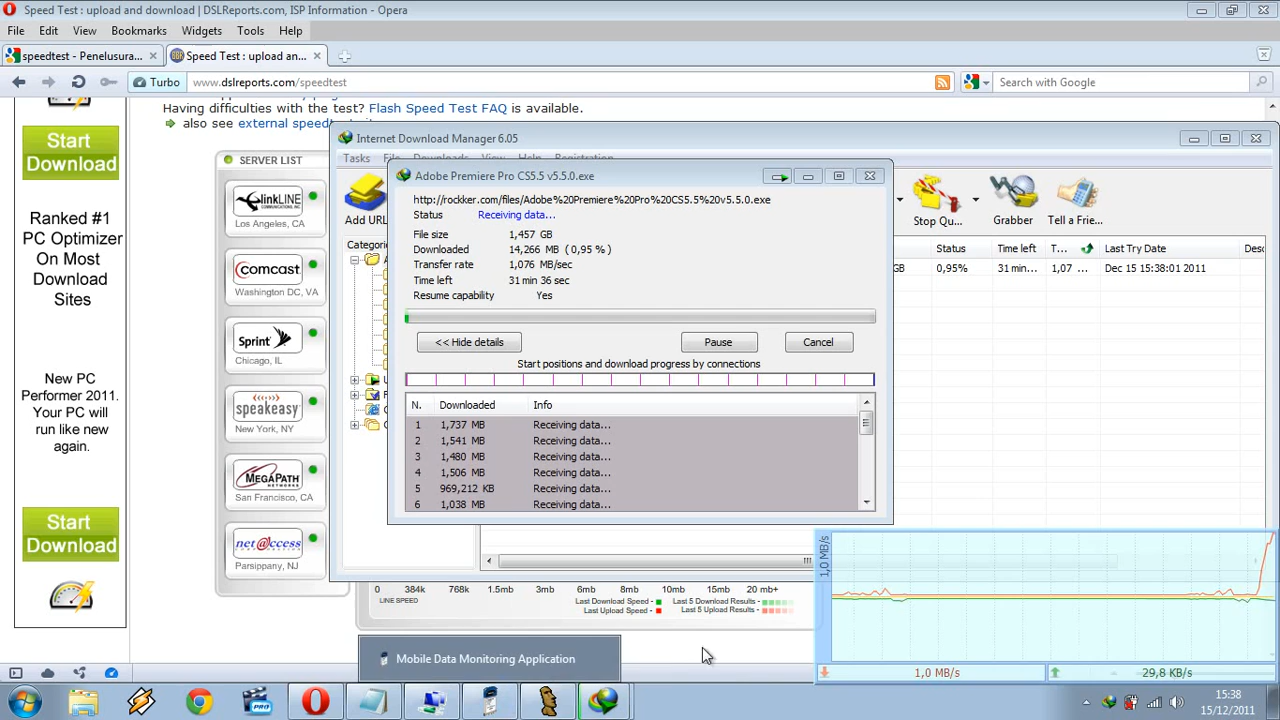 Speed Test : upload and download | DSLReports.com, ISP Information - Opera
File Edit View Bookmarks Widgets Tools Help
speedtest - Penelusura...
Speed Test : upload an...
Turbo
www.dslreports.com/speedtest
Search with Google
Having difficulties with the test? Flash Speed Test FAQ is available.
also see external
Start
Download
Ranked #1
PC Optimizer
On Most
Download
Sites
New PC
Performer 2011.
Your PC will
run like new
again.
Start
Download
SERVER LIST
linkLINE
Los Angeles, CA
comcast
Washington DC, VA
Sprint
Chicago, IL
speakeasy
New York, NY
MEGAPATH
NETWORKS
San Francisco, CA
net@ccess
Parsippany, NJ
Internet Download Manager 6.05
Tasks File Downloads View Help Registration
Add URL
Stop Qu...
Grabber
Tell a Frie...
Categori
Status Time left T... Last Try Date Desc
GB 0,95% 31 min... 1,07 ... Dec 15 15:38:01 2011
Adobe Premiere Pro CS5.5 v5.5.0.exe
http://rockker.com/files/Adobe%20Premiere%20Pro%20CS5.5%20v5.5.0.exe
Status Receiving data...
File size 1,457 GB
Downloaded 14,266 MB ( 0,95 % )
Transfer rate 1,076 MB/sec
Time left 31 min 36 sec
Resume capability Yes
<< Hide details
Pause
Cancel
Start positions and download progress by connections
N. Downloaded Info
1 1,737 MB Receiving data...
2 1,541 MB Receiving data...
3 1,480 MB Receiving data...
4 1,506 MB Receiving data...
5 969,212 KB Receiving data...
6 1,038 MB Receiving data...
384k 768k 1.5mb 3mb 6mb 8mb 10mb 15mb 20 mb+
LINE SPEED
Last Download Speed - Last 5 Download Results -
Last Upload Speed - Last 5 Upload Results -
1,0 MB/s
1,0 MB/s
29,8 KB/s
Mobile Data Monitoring Application
15:38
15/12/2011